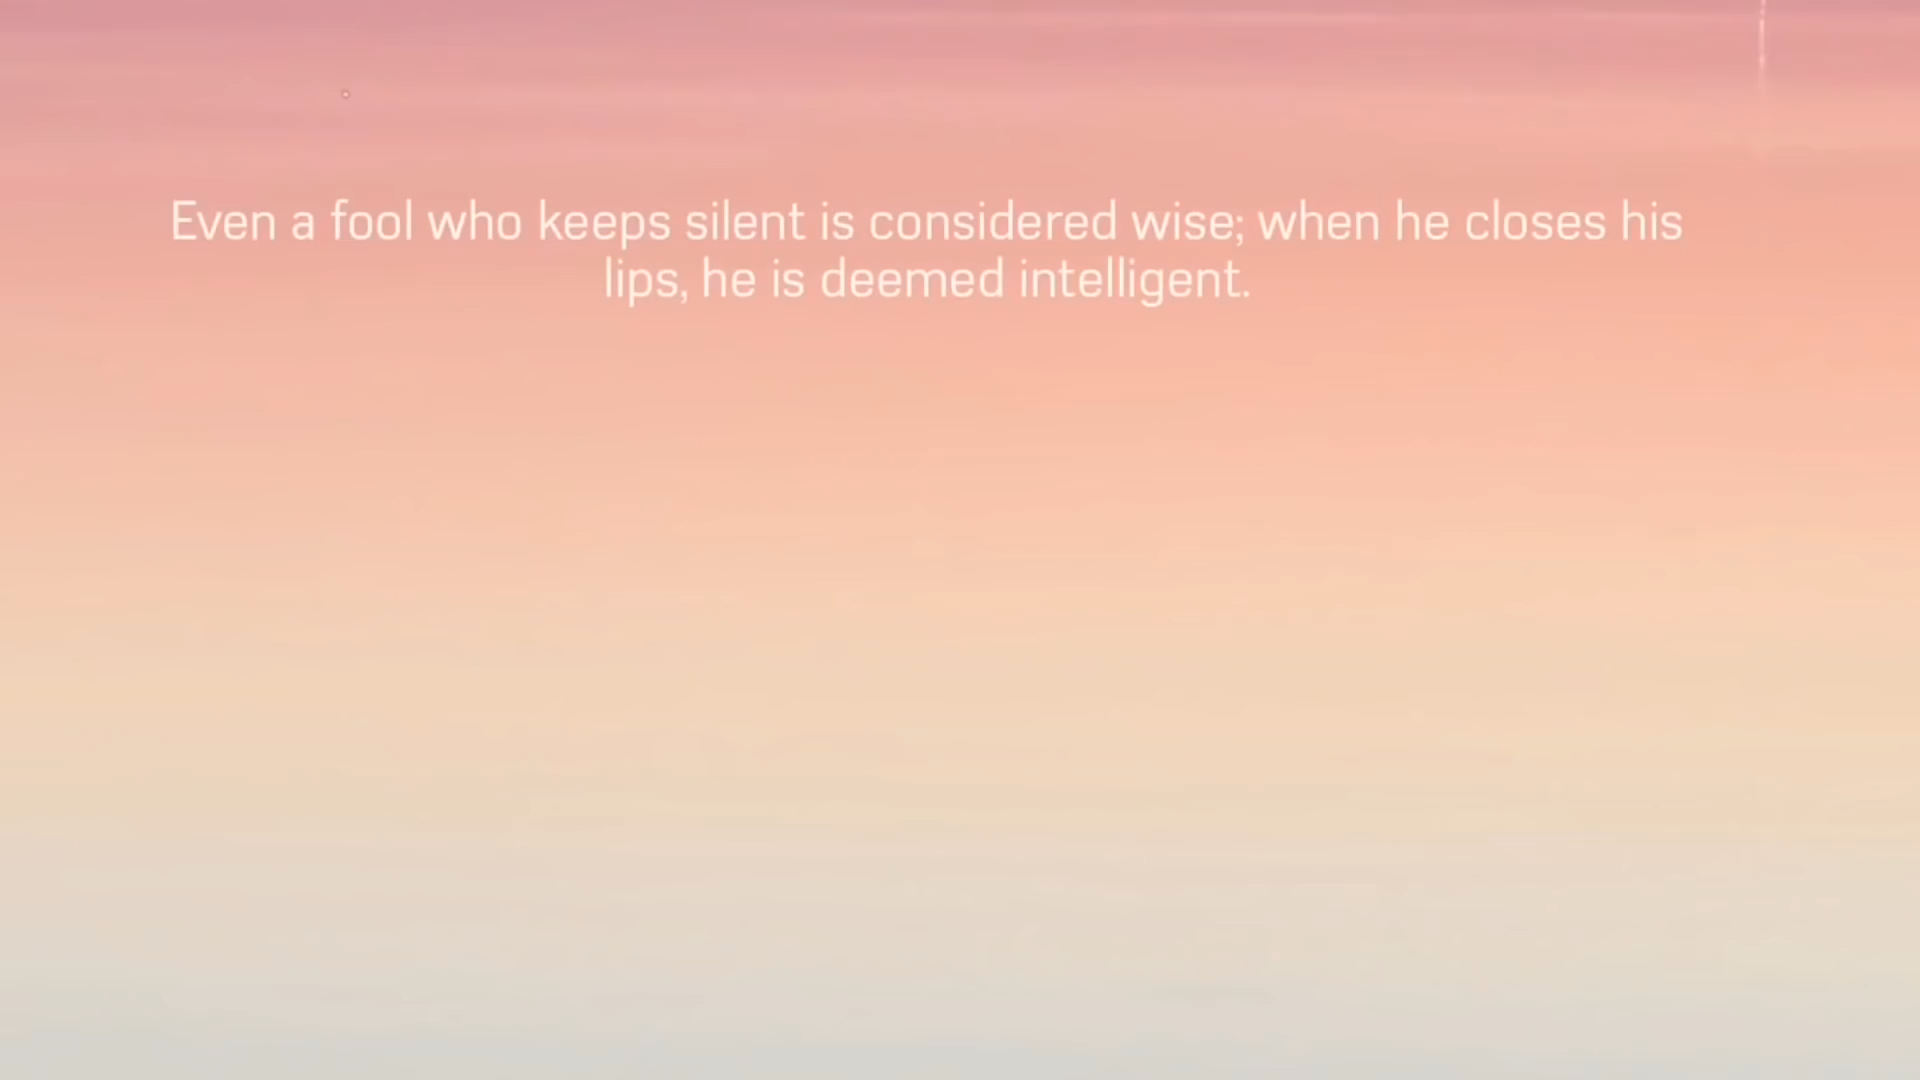 Even a fool who keeps silent is considered wise; when he closes his
lips, he is deemed intelligent.